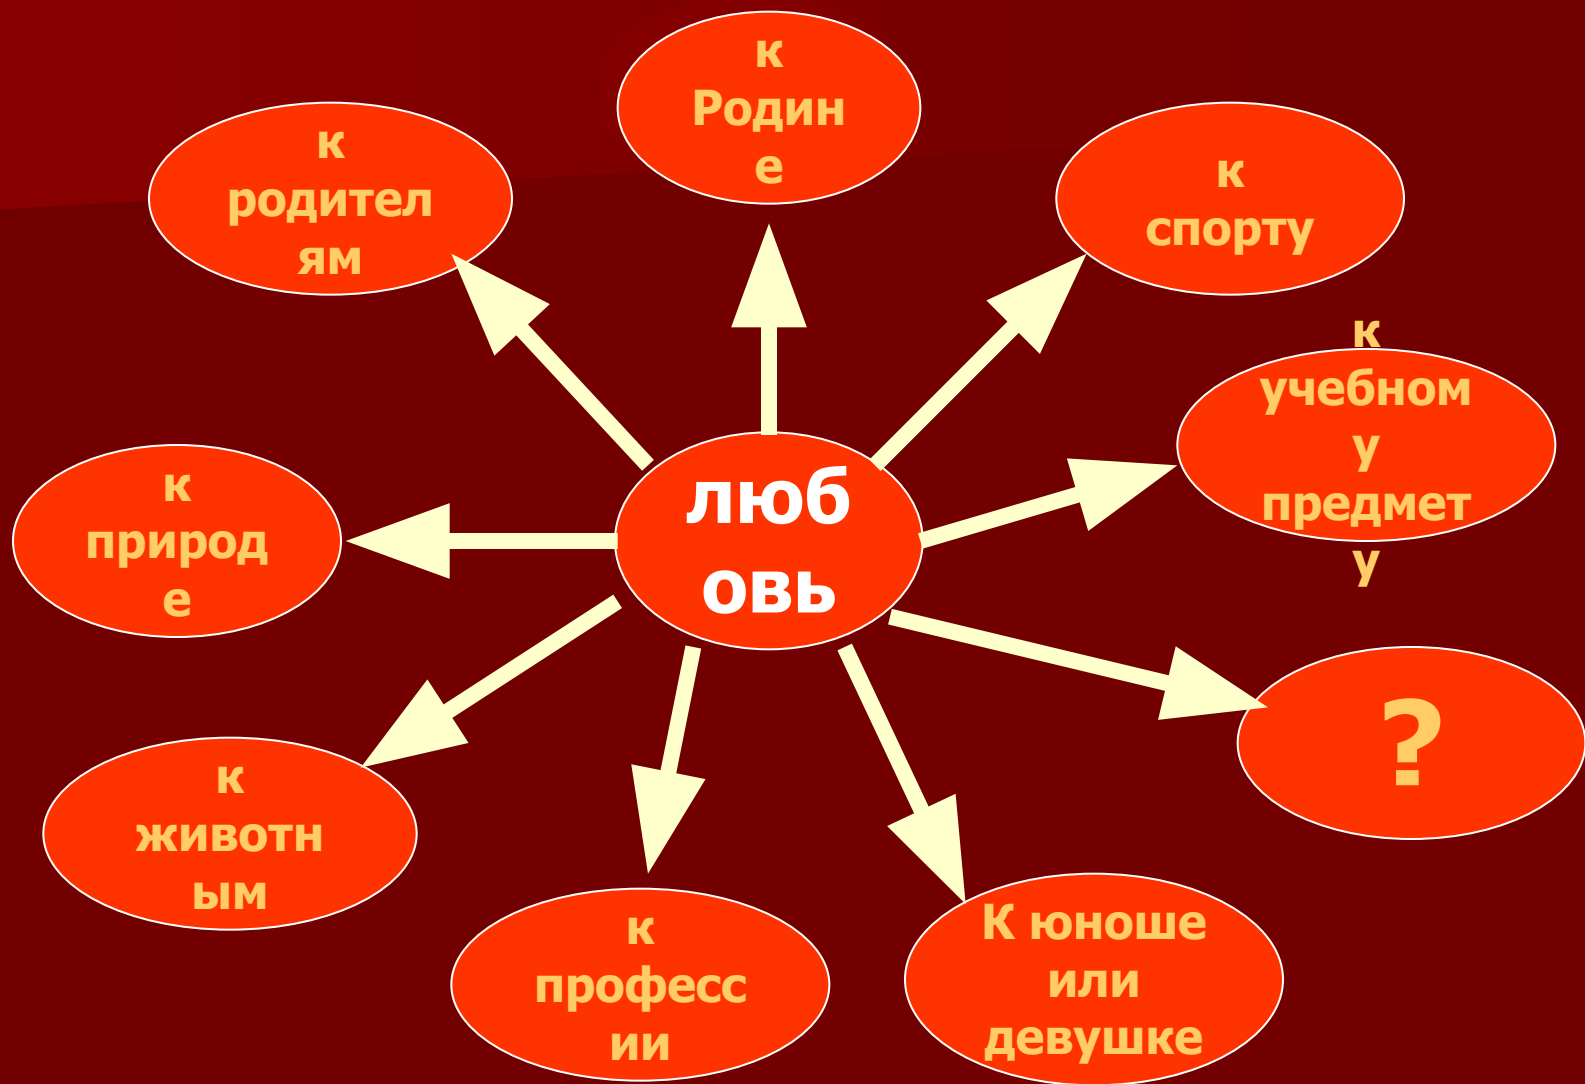 к
Родин
е
к
родител
ям
к
спорту
к
учебном
у
предмет
у
люб
овь
к
природ
е
?
к
животн
ым
К юноше
или
девушке
к
професс
ии